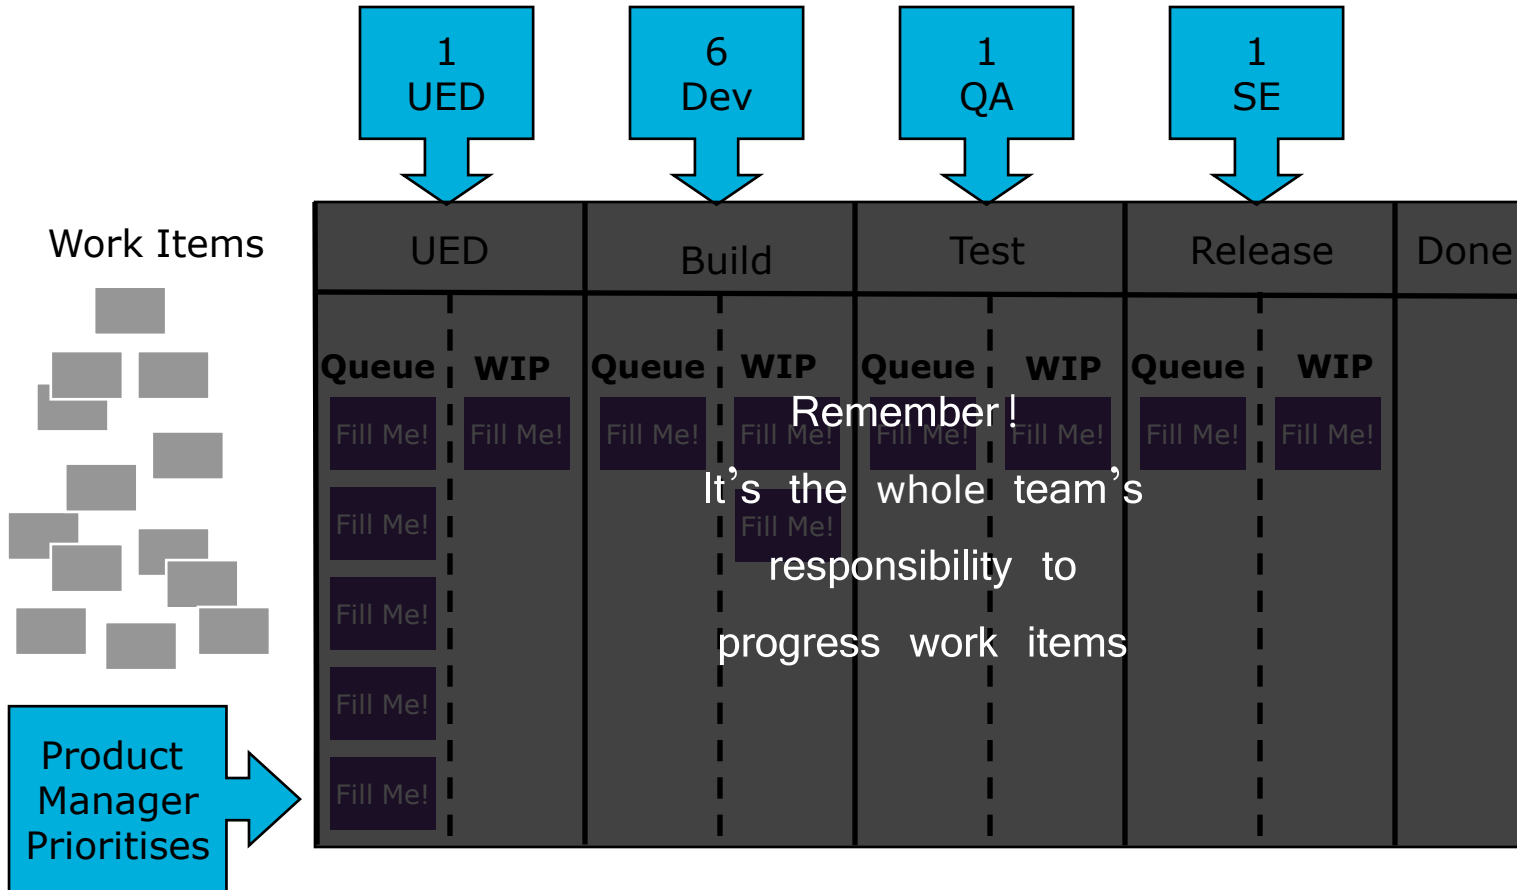 1
UED
6
Dev
1
QA
1
SE
Work Items
UED
Build
Test
Release
Done
Queue
WIP
Queue
WIP
Queue
WIP
Queue
WIP
Fill Me!
Fill Me!
Fill Me!
Fill Me!
Fill Me!
Fill Me!
Fill Me!
Fill Me!
Fill Me!
Fill Me!
Fill Me!
Fill Me!
Fill Me!
Remember!
It’s the whole team’s
responsibility to
progress work items
Product
Manager
Prioritises